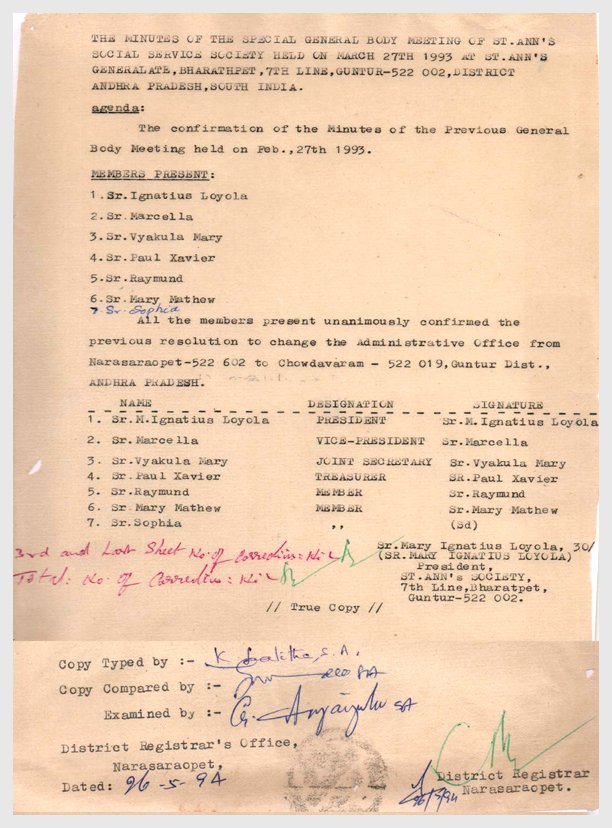 THE MINUTES OF THE SPECIAL GENERAL BODY MEETING OF ST.ANN'S
SOCIAL SERVICE SOCIETY HELD ON MARCH 27TH 1993 AT ST.ANN'S
GENERALATE,BHARATHPET,7TH LINE,GUNTUR-522 002,DISTRICT
ANDHRA PRADESH,SOUTH INDIA.
agenda:
The confirmation of the Minutes of the Previous General
Body Meeting held on Feb.,27th 1993.
MEMBERS PRESENT:
1.Sr.Ignatius Loyola
2.Sr.Marcella
3.Sr.Vyakula Mary
4.Sr.Paul Xavier
5.Sr.Raymund
6.Sr.Mary Mathew
7.Sr.Sophia
All the members present unanimously confirmed the
previous resolution to change the Administrative Office from
Narasaraopet-522 602 to Chowdavaram - 522 019,Guntur Dist.,
ANDHRA PRADESH.
NAME DESIGNATION SIGNATURE
1. Sr.M.Ignatius Loyola PRESIDENT Sr.M.Ignatius Loyola
2. Sr.Marcella VICE-PRESIDENT Sr.Marcella
3. Sr.Vyakula Mary JOINT SECRETARY Sr.Vyakula Mary
4. Sr.Paul Xavier TREASURER SR.Paul Xavier
5. Sr.Raymund MEMBER Sr.Raymund
6. Sr.Mary Mathew MEMBER Sr.Mary Mathew
7. Sr.Sophia ,, (Sd)
Sr.Mary Ignatius Loyola, 30/
3rd and Last Sheet No. of Corrections: Nil (SR.MARY IGNATIUS LOYOLA)
President,
Total: No. of Corrections: Nil ST.ANN's SOCIETY,
7th Line,Bharatpet,
Guntur-522 002.
// True Copy //
Copy Typed by :- K. Lalitha, S.A.
Copy Compared by :-
Examined by :- SA
District Registrar's Office,
Narasaraopet,
Dated: 26-5-94
District Registrar
Narasaraopet.
26/5/94